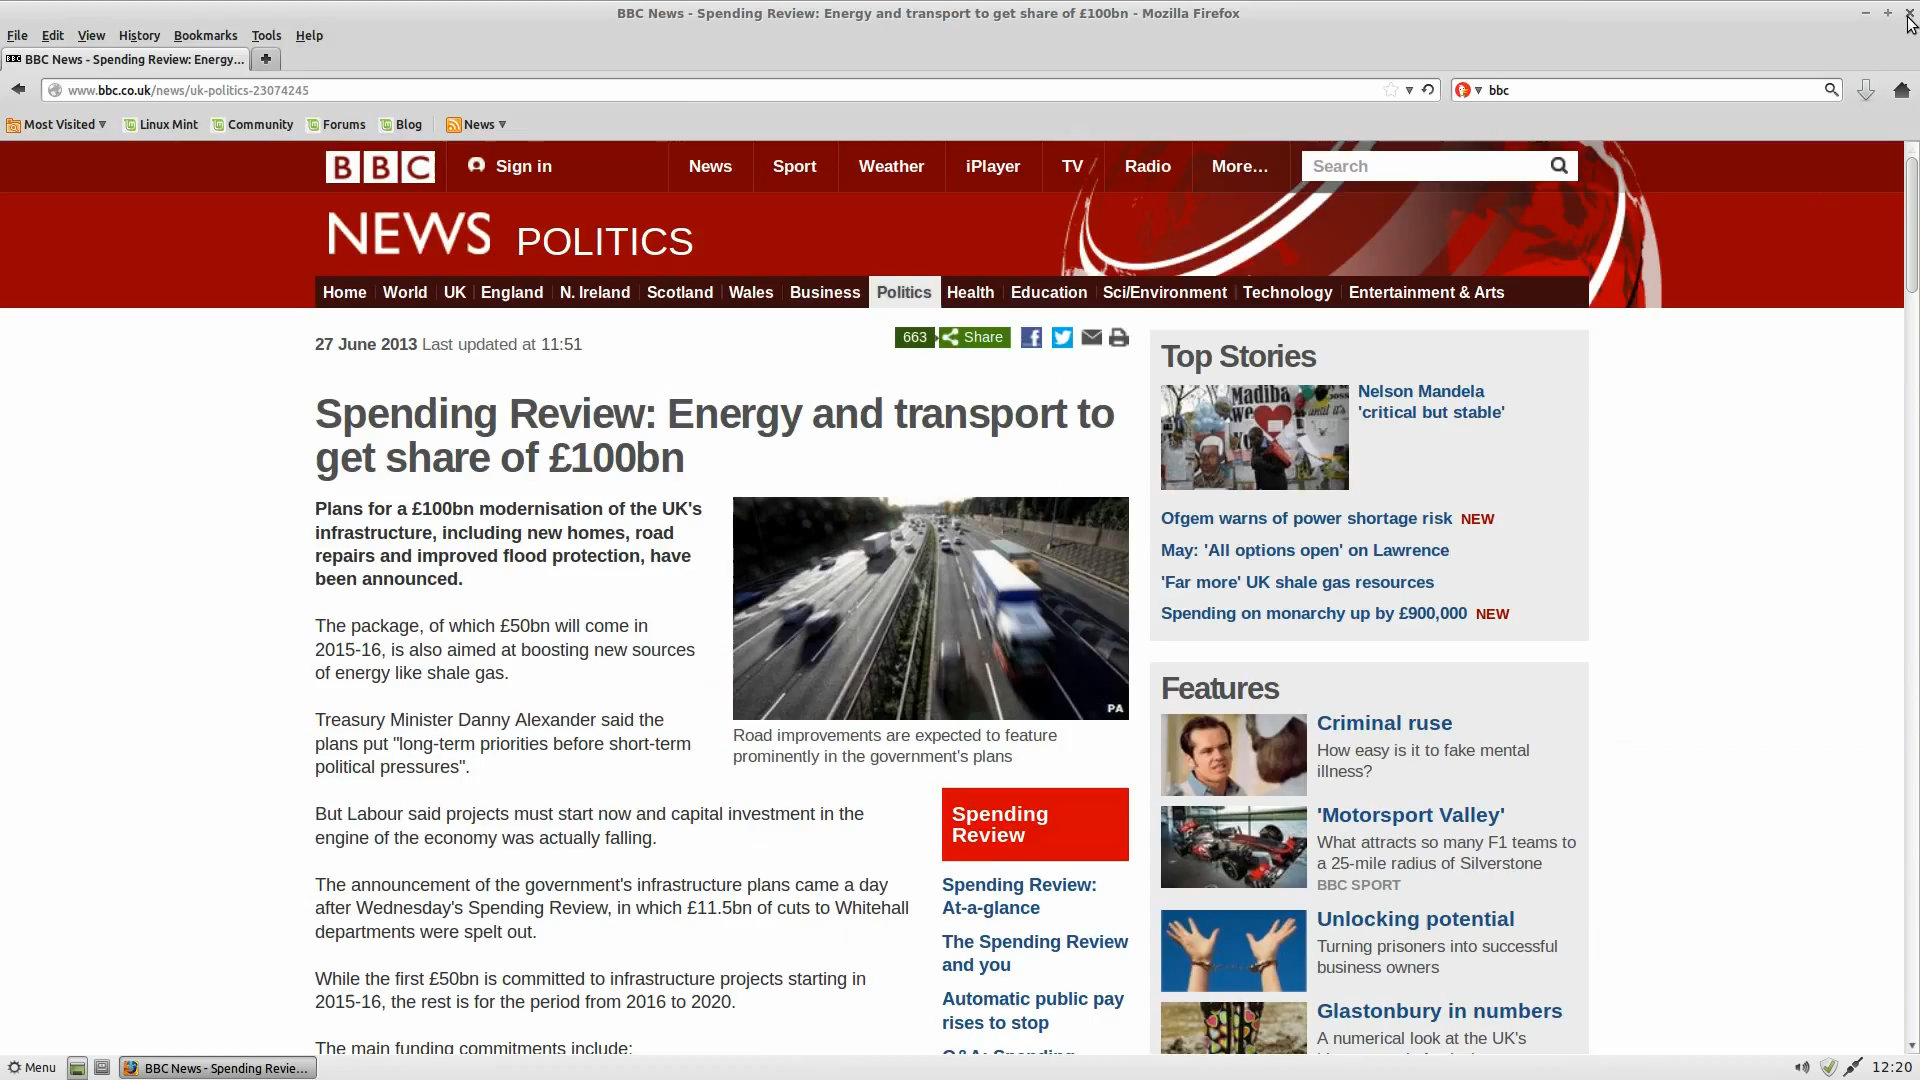 BBC News - Spending Review: Energy and transport to get share of £100bn - Mozilla Firefox
File Edit View History Bookmarks Tools Help
BBC News - Spending Review: Energy...
www.bbc.co.uk/news/uk-politics-23074245
bbc
Most Visited Linux Mint Community Forums Blog News
BBC Sign in News Sport Weather iPlayer TV Radio More... Search
NEWS POLITICS
Home World UK England N. Ireland Scotland Wales Business Politics Health Education Sci/Environment Technology Entertainment & Arts
27 June 2013 Last updated at 11:51
663 Share
Spending Review: Energy and transport to
get share of £100bn
Plans for a £100bn modernisation of the UK's
infrastructure, including new homes, road
repairs and improved flood protection, have
been announced.
The package, of which £50bn will come in
2015-16, is also aimed at boosting new sources
of energy like shale gas.
Treasury Minister Danny Alexander said the
plans put "long-term priorities before short-term
political pressures".
PA
Road improvements are expected to feature
prominently in the government's plans
But Labour said projects must start now and capital investment in the
engine of the economy was actually falling.
The announcement of the government's infrastructure plans came a day
after Wednesday's Spending Review, in which £11.5bn of cuts to Whitehall
departments were spelt out.
While the first £50bn is committed to infrastructure projects starting in
2015-16, the rest is for the period from 2016 to 2020.
The main funding commitments include:
Spending
Review
Spending Review:
At-a-glance
The Spending Review
and you
Automatic public pay
rises to stop
Q&A: Spending
Top Stories
Madiba
we
Nelson Mandela
'critical but stable'
Ofgem warns of power shortage risk NEW
May: 'All options open' on Lawrence
'Far more' UK shale gas resources
Spending on monarchy up by £900,000 NEW
Features
Criminal ruse
How easy is it to fake mental
illness?
'Motorsport Valley'
What attracts so many F1 teams to
a 25-mile radius of Silverstone
BBC SPORT
Unlocking potential
Turning prisoners into successful
business owners
Glastonbury in numbers
A numerical look at the UK's
Menu BBC News - Spending Revie... 12:20